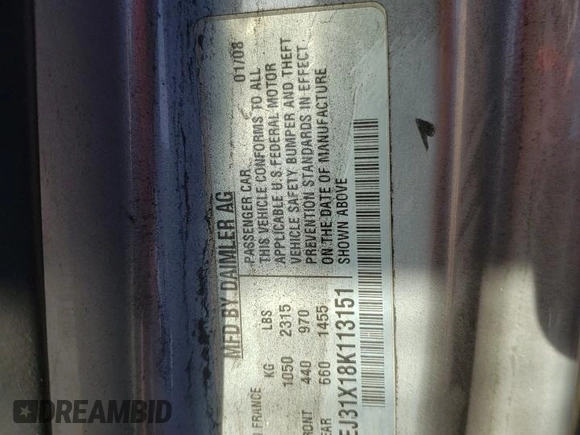 MFD BY DAIMLER AG
PASSENGER CAR 01/08
THIS VEHICLE CONFORMS TO ALL
APPLICABLE U.S. FEDERAL MOTOR
VEHICLE SAFETY BUMPER AND THEFT
PREVENTION STANDARDS IN EFFECT
ON THE DATE OF MANUFACTURE
SHOWN ABOVE
FRANCE KG LBS
1050 2315
440 970
660 1455
EJ31X18K113151
DREAMBID.COM